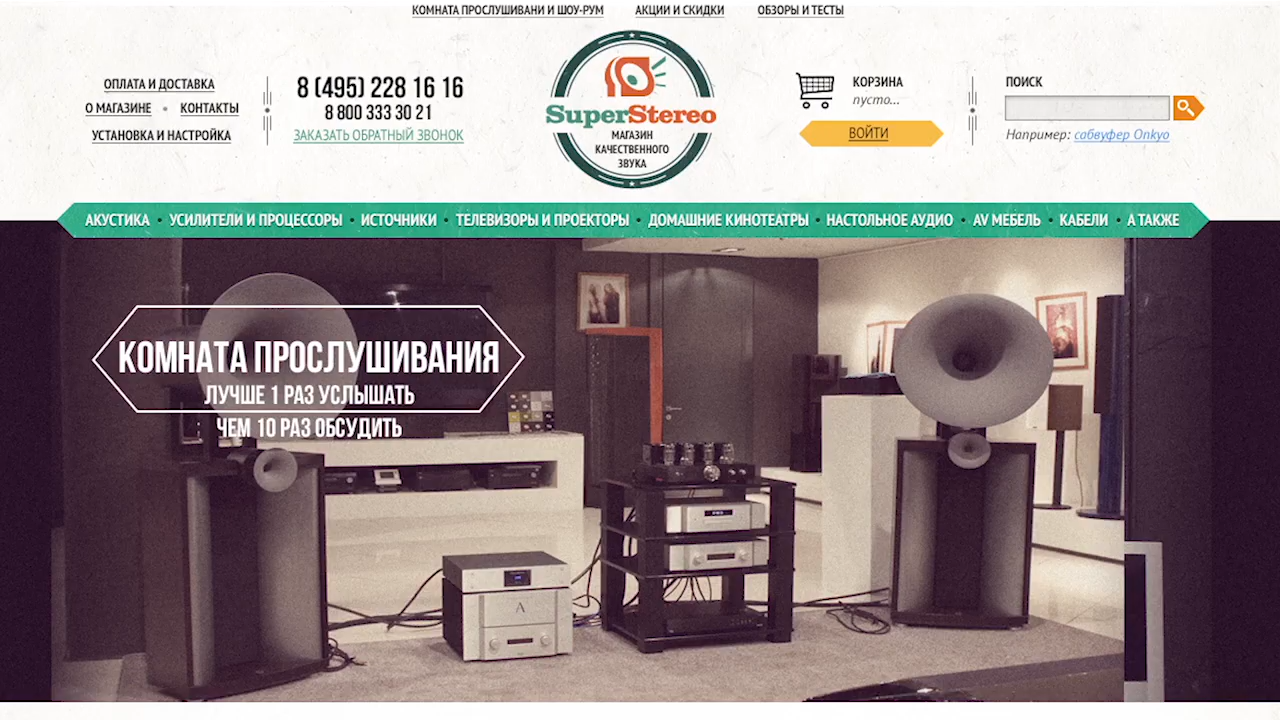 КОМНАТА ПРОСЛУШИВАНИ И ШОУ-РУМ АКЦИИ И СКИДКИ ОБЗОРЫ И ТЕСТЫ
ОПЛАТА И ДОСТАВКА
О МАГАЗИНЕ • КОНТАКТЫ
УСТАНОВКА И НАСТРОЙКА
8 (495) 228 16 16
8 800 333 30 21
ЗАКАЗАТЬ ОБРАТНЫЙ ЗВОНОК
SuperStereo
МАГАЗИН
КАЧЕСТВЕННОГО
ЗВУКА
КОРЗИНА
пусто...
ВОЙТИ
ПОИСК
Например: сабвуфер Onkyo
АКУСТИКА • УСИЛИТЕЛИ И ПРОЦЕССОРЫ • ИСТОЧНИКИ • ТЕЛЕВИЗОРЫ И ПРОЕКТОРЫ • ДОМАШНИЕ КИНОТЕАТРЫ • НАСТОЛЬНОЕ АУДИО • AV МЕБЕЛЬ • КАБЕЛИ • А ТАКЖЕ
КОМНАТА ПРОСЛУШИВАНИЯ
ЛУЧШЕ 1 РАЗ УСЛЫШАТЬ
ЧЕМ 10 РАЗ ОБСУДИТЬ
A